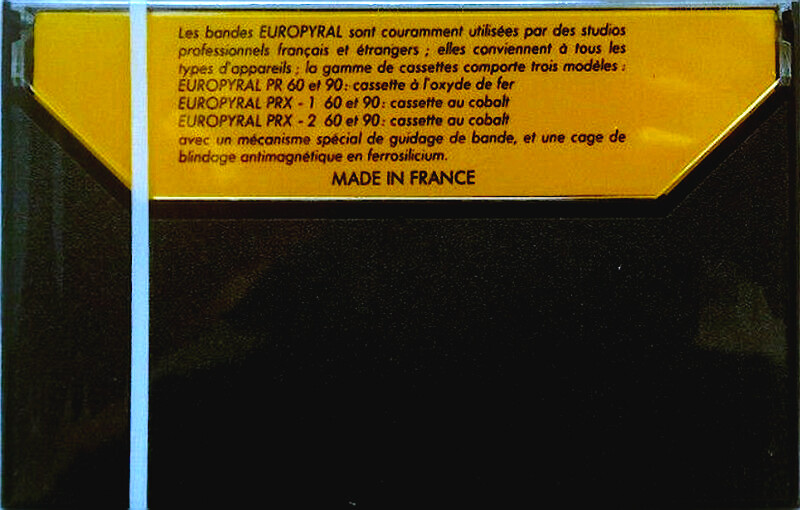 Les bandes EUROPYRAL sont couramment utilisées par des studios
professionnels français et étrangers ; elles conviennent à tous les
types d'appareils ; la gamme de cassettes comporte trois modèles :
EUROPYRAL PR 60 et 90 : cassette à l'oxyde de fer
EUROPYRAL PRX - 1 60 et 90 : cassette au cobalt
EUROPYRAL PRX - 2 60 et 90 : cassette au cobalt
avec un mécanisme spécial de guidage de bande, et une cage de
blindage antimagnétique en ferrosilicium.
MADE IN FRANCE